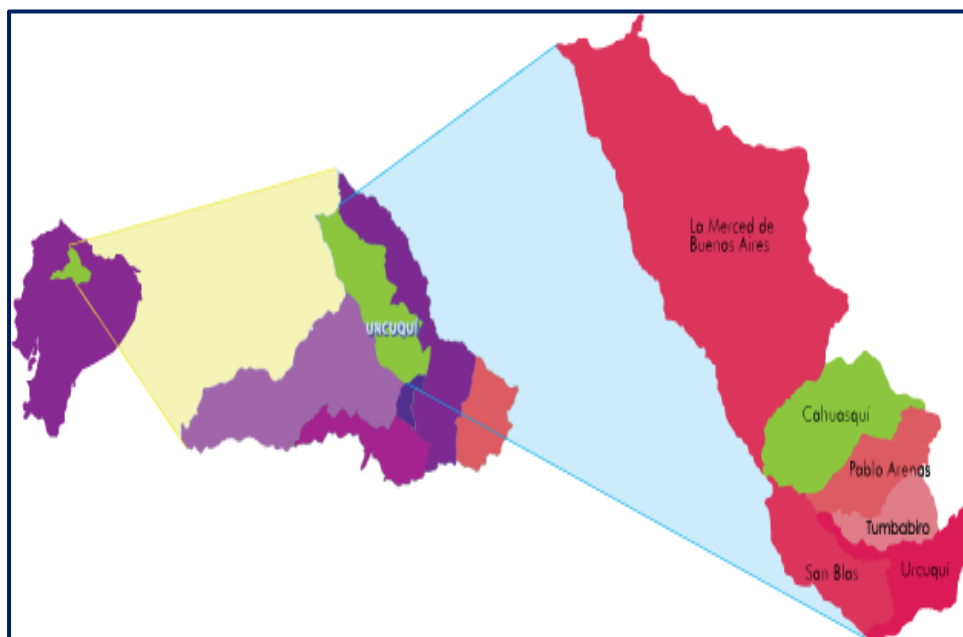 URCUQUÍ
La Merced de
Buenos Aires
Cahuasquí
Pablo Arenas
Tumbabiro
San Blas
Urcuquí